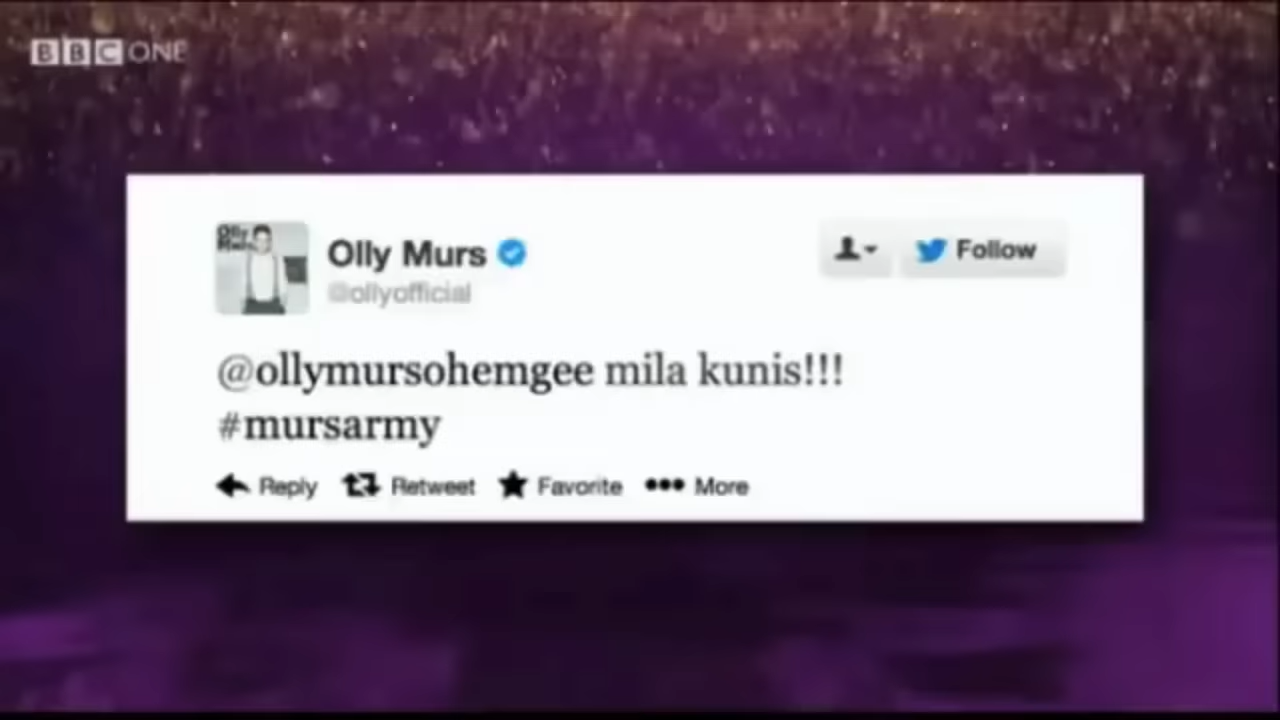 BBC ONE
Olly Murs
Follow
@ollyofficial
@ollymursohemgee mila kunis!!!
#mursarmy
Reply Retweet Favorite More